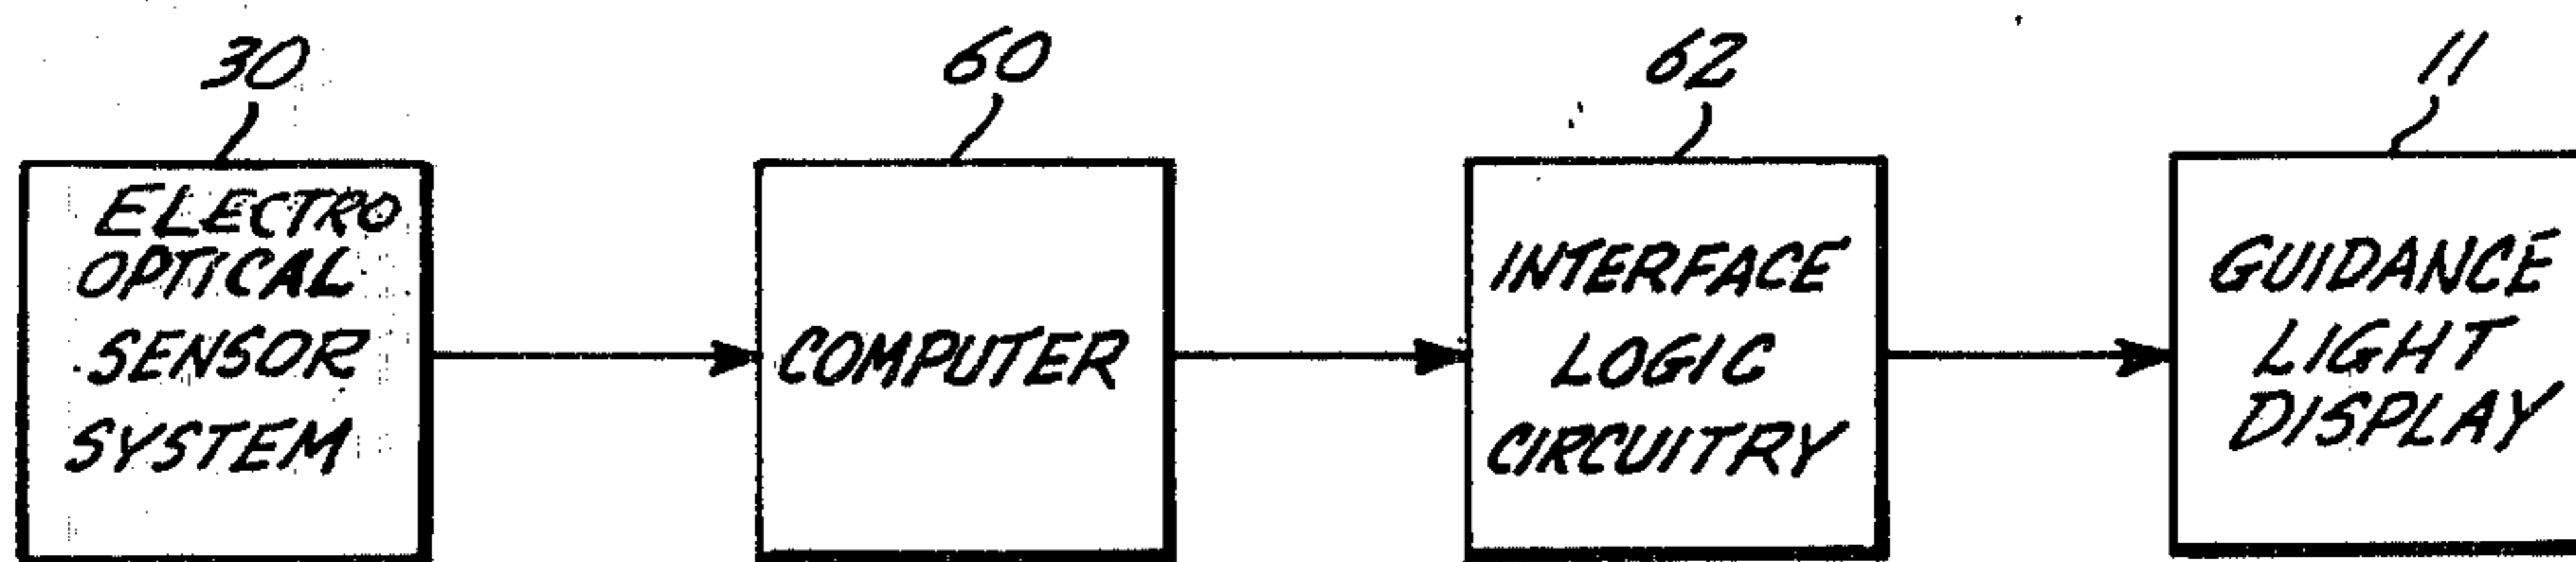 30
60
62
11
ELECTRO
OPTICAL
SENSOR
SYSTEM
COMPUTER
INTERFACE
LOGIC
CIRCUITRY
GUIDANCE
LIGHT
DISPLAY